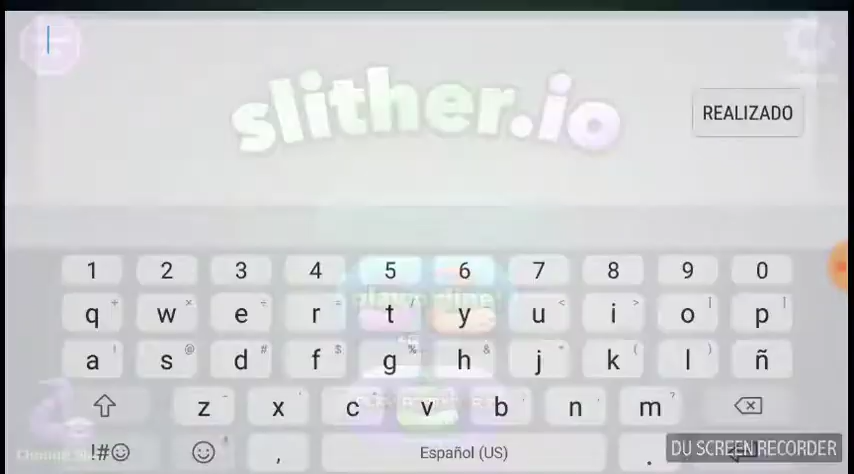 slither.io
REALIZADO
1 2 3 4 5 6 7 8 9 0
q w e r t y u i o p
a s d f g h j k l ñ
z x c v b n m
!#☺ , Español (US) .
DU SCREEN RECORDER